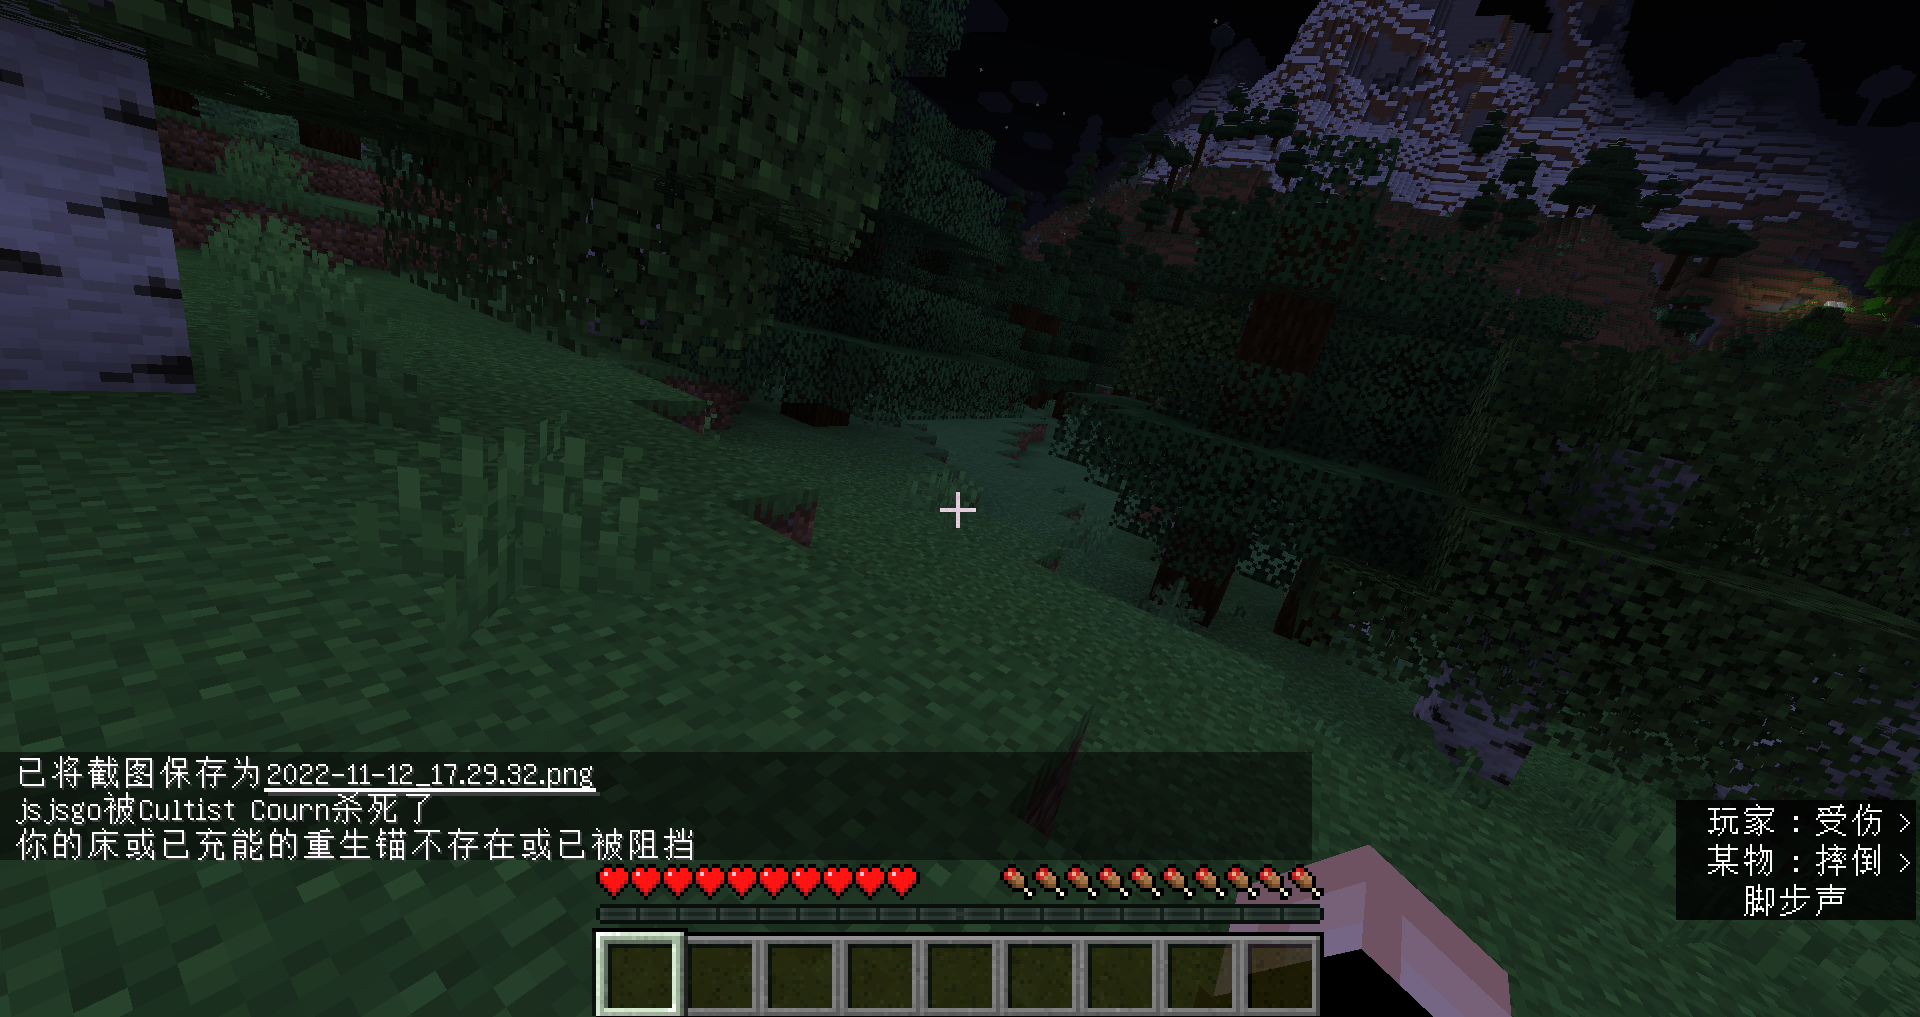 已将截图保存为2022-11-12_17.29.32.png
jsjsgo被Cultist Courn杀死了
你的床或已充能的重生锚不存在或已被阻挡
玩家：受伤 >
某物：摔倒 >
脚步声